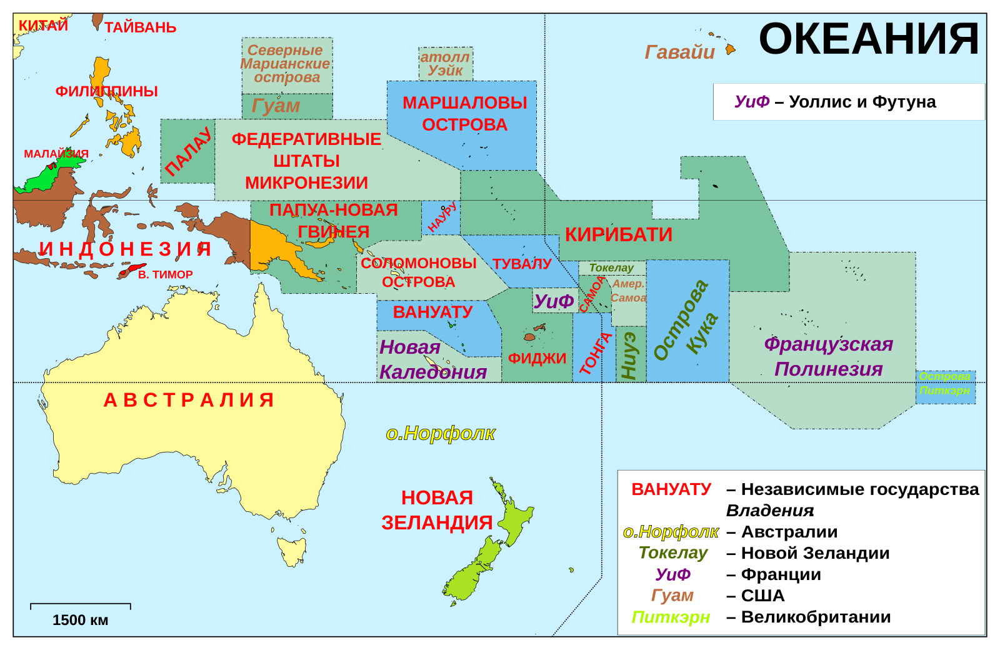 КИТАЙ
ТАЙВАНЬ
ОКЕАНИЯ
Гавайи
Северные
Марианские
острова
атолл
Уэйк
ФИЛИППИНЫ
Гуам
МАРШАЛОВЫ
ОСТРОВА
УиФ – Уоллис и Футуна
ПАЛАУ
ФЕДЕРАТИВНЫЕ
ШТАТЫ
МИКРОНЕЗИИ
МАЛАЙЗИЯ
ПАПУА-НОВАЯ
ГВИНЕЯ
НАУРУ
КИРИБАТИ
ИНДОНЕЗИЯ
В. ТИМОР
СОЛОМОНОВЫ
ОСТРОВА
ТУВАЛУ
Токелау
САМОА
Амер.
Самоа
УиФ
Острова
Кука
ВАНУАТУ
Новая
Каледония
ФИДЖИ
ТОНГА
Ниуэ
Французская
Полинезия
Острова
Питкэрн
АВСТРАЛИЯ
о.Норфолк
НОВАЯ
ЗЕЛАНДИЯ
ВАНУАТУ – Независимые государства
Владения
о.Норфолк – Австралии
Токелау – Новой Зеландии
УиФ – Франции
Гуам – США
Питкэрн – Великобритании
1500 км